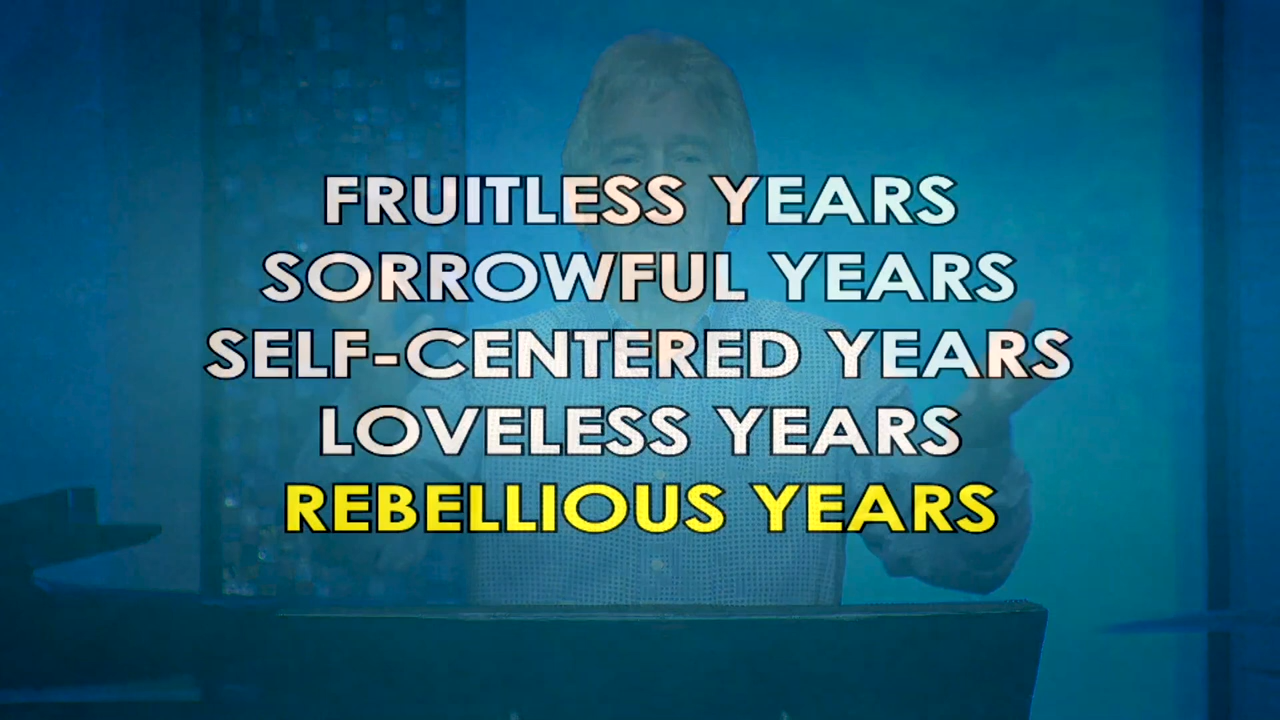 FRUITLESS YEARS
SORROWFUL YEARS
SELF-CENTERED YEARS
LOVELESS YEARS
REBELLIOUS YEARS